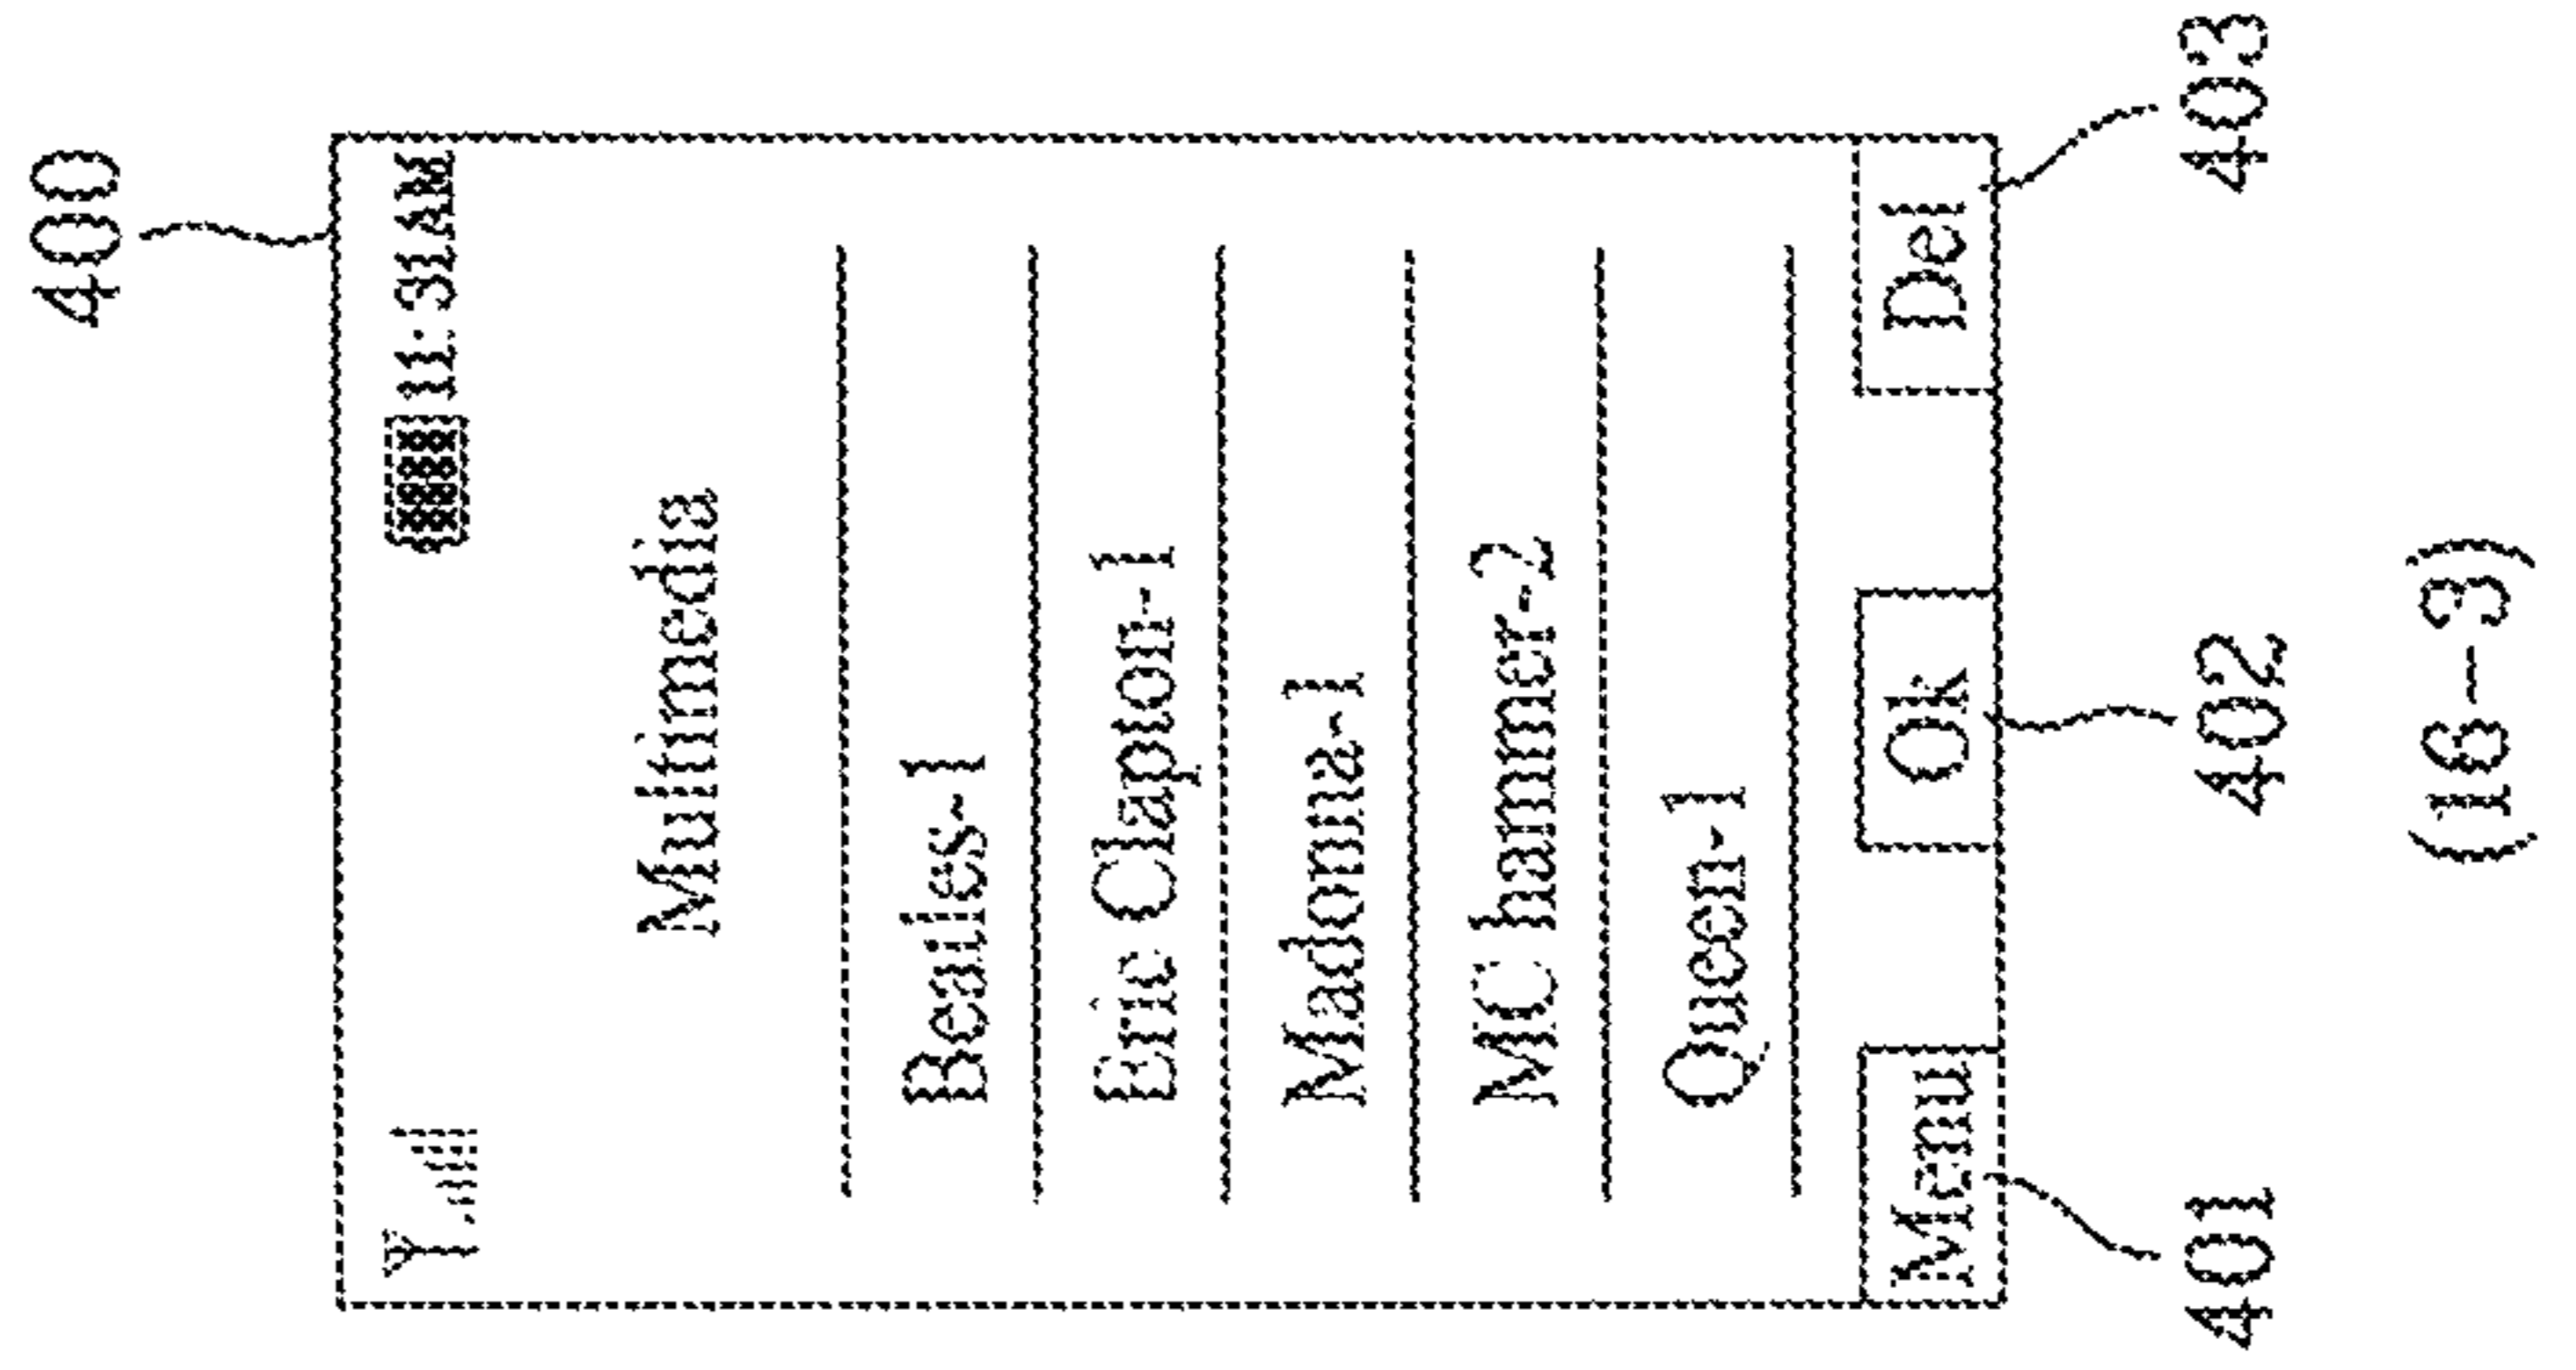 400
11:31AM
Multimedia
Beatles-1
Eric Clapton-1
Madonna-1
MC hammer-2
Queen-1
Menu Ok Del
401 402 403
(16-3)